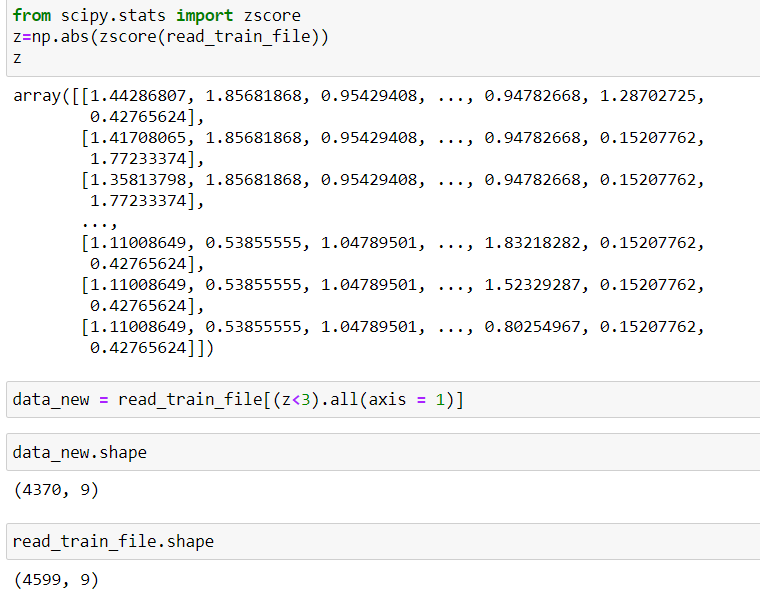 from scipy.stats import zscore
z=np.abs(zscore(read_train_file))
z
array([[1.44286807, 1.85681868, 0.95429408, ..., 0.94782668, 1.28702725,
        0.42765624],
       [1.41708065, 1.85681868, 0.95429408, ..., 0.94782668, 0.15207762,
        1.77233374],
       [1.35813798, 1.85681868, 0.95429408, ..., 0.94782668, 0.15207762,
        1.77233374],
       ...,
       [1.11008649, 0.53855555, 1.04789501, ..., 1.83218282, 0.15207762,
        0.42765624],
       [1.11008649, 0.53855555, 1.04789501, ..., 1.52329287, 0.15207762,
        0.42765624],
       [1.11008649, 0.53855555, 1.04789501, ..., 0.80254967, 0.15207762,
        0.42765624]])
data_new = read_train_file[(z<3).all(axis = 1)]
data_new.shape
(4370, 9)
read_train_file.shape
(4599, 9)